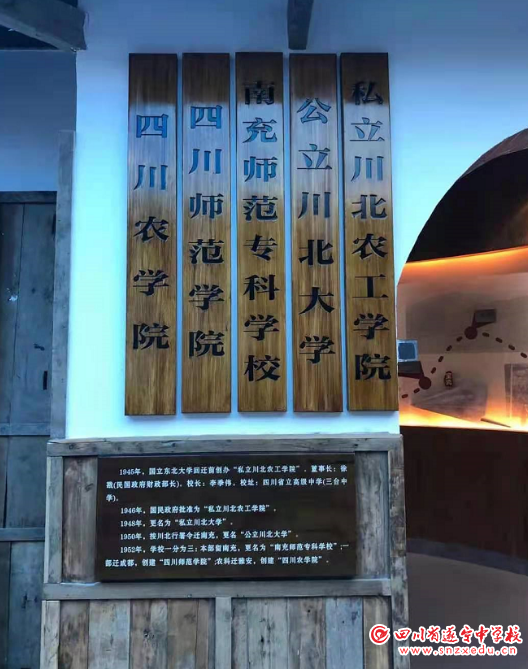 私立川北农工学院
公立川北大学
南充师范专科学校
四川师范学院
四川农学院
1945年，国立东北大学回迁前创办“私立川北农工学院”。董事长：徐
堪(民国政府财政部长)。校长：李季伟。校址：四川省立高级中学(三台中
学)。
1946年，国民政府批准为“私立川北农工学院”。
1948年，更名为“私立川北大学”。
1950年，按川北行署令迁南充，更名“公立川北大学”。
1952年，学校一分为三：本部留南充，更名为“南充师范专科学校”；一
部迁成都，创建“四川师范学院”；农科迁雅安，创建“四川农学院”。
四川省遂宁中学校
www.snzx.edu.cn